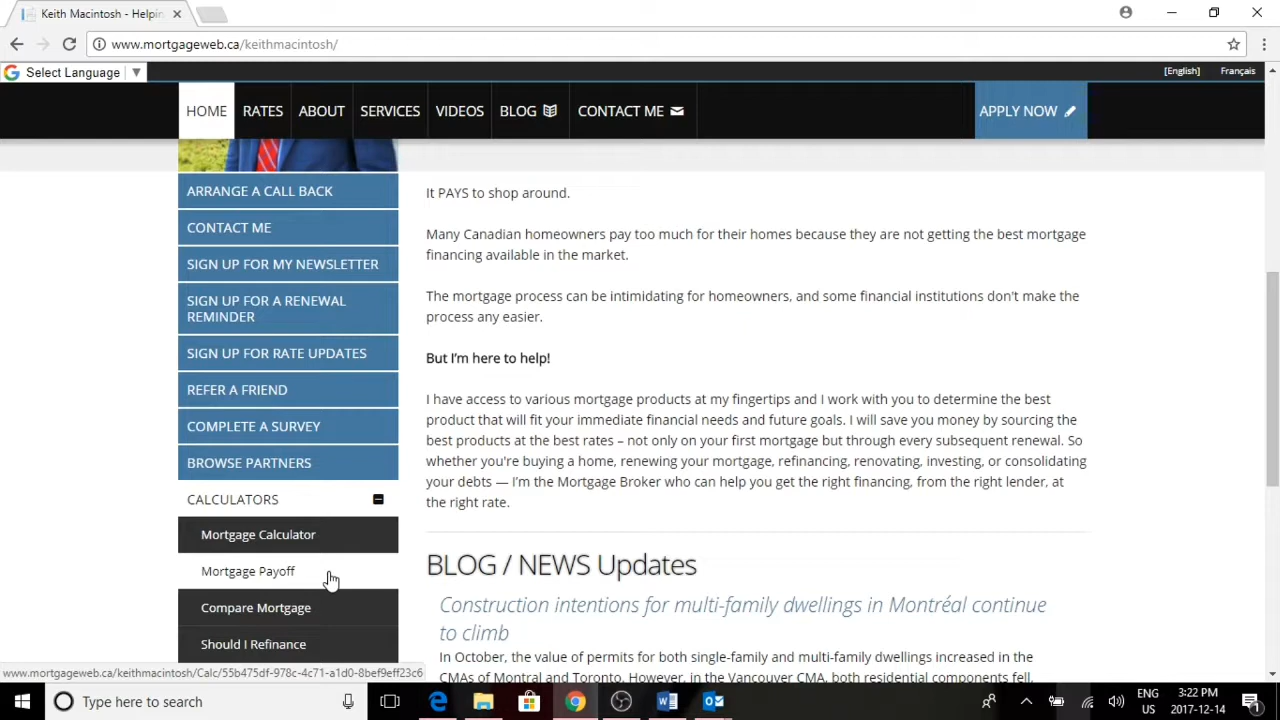 Keith Macintosh - Helpin
www.mortgageweb.ca/keithmacintosh/
Select Language
[English] Français
HOME RATES ABOUT SERVICES VIDEOS BLOG CONTACT ME APPLY NOW
ARRANGE A CALL BACK
CONTACT ME
SIGN UP FOR MY NEWSLETTER
SIGN UP FOR A RENEWAL
REMINDER
SIGN UP FOR RATE UPDATES
REFER A FRIEND
COMPLETE A SURVEY
BROWSE PARTNERS
CALCULATORS
Mortgage Calculator
Mortgage Payoff
Compare Mortgage
Should I Refinance
It PAYS to shop around.
Many Canadian homeowners pay too much for their homes because they are not getting the best mortgage
financing available in the market.
The mortgage process can be intimidating for homeowners, and some financial institutions don't make the
process any easier.
But I'm here to help!
I have access to various mortgage products at my fingertips and I work with you to determine the best
product that will fit your immediate financial needs and future goals. I will save you money by sourcing the
best products at the best rates – not only on your first mortgage but through every subsequent renewal. So
whether you're buying a home, renewing your mortgage, refinancing, renovating, investing, or consolidating
your debts — I'm the Mortgage Broker who can help you get the right financing, from the right lender, at
the right rate.
BLOG / NEWS Updates
Construction intentions for multi-family dwellings in Montréal continue
to climb
In October, the value of permits for both single-family and multi-family dwellings increased in the
CMAs of Montral and Toronto. However, in the Vancouver CMA, both residential components fell.
www.mortgageweb.ca/keithmacintosh/Calc/55b475df-978c-4c71-a1d0-8bef9eff23c6
Type here to search
ENG
US
3:22 PM
2017-12-14
1